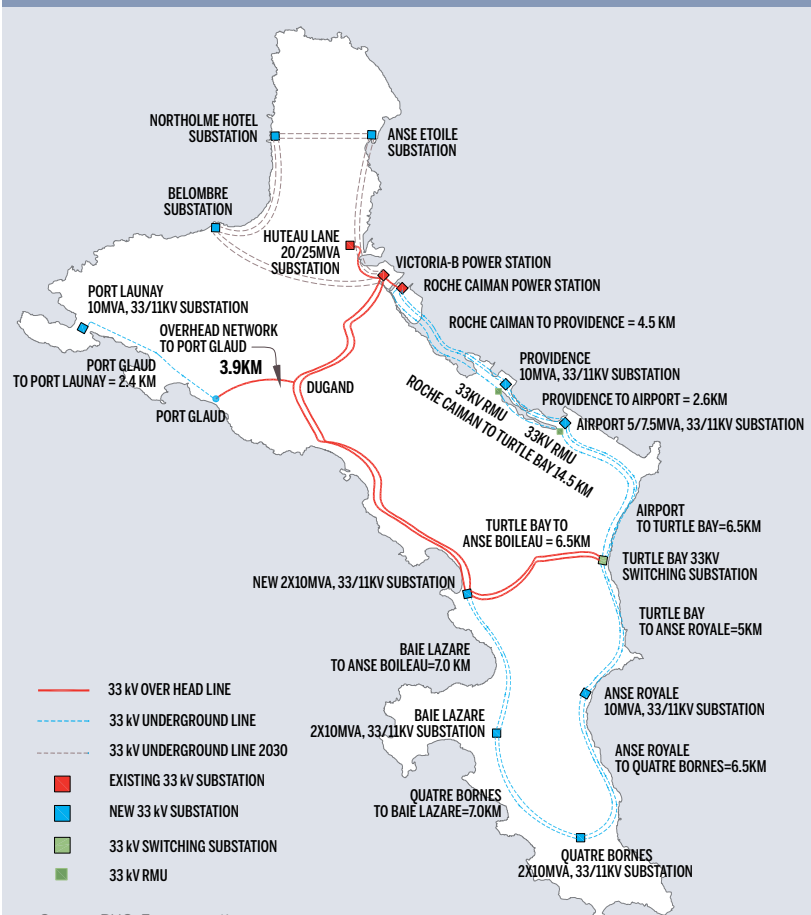 NORTHOLME HOTEL
SUBSTATION
ANSE ETOILE
SUBSTATION
BELOMBRE
SUBSTATION
HUTEAU LANE
20/25MVA
SUBSTATION
VICTORIA-B POWER STATION
ROCHE CAIMAN POWER STATION
PORT LAUNAY
10MVA, 33/11KV SUBSTATION
ROCHE CAIMAN TO PROVIDENCE = 4.5 KM
OVERHEAD NETWORK
TO PORT GLAUD
3.9KM
PORT GLAUD
TO PORT LAUNAY = 2.4 KM
PORT GLAUD
DUGAND
PROVIDENCE
10MVA, 33/11KV SUBSTATION
PROVIDENCE TO AIRPORT = 2.6KM
33KV RMU
33KV RMU
ROCHE CAIMAN TO TURTLE BAY 14.5 KM
AIRPORT 5/7.5MVA, 33/11KV SUBSTATION
AIRPORT
TO TURTLE BAY=6.5KM
TURTLE BAY TO
ANSE BOILEAU = 6.5KM
TURTLE BAY 33KV
SWITCHING SUBSTATION
NEW 2X10MVA, 33/11KV SUBSTATION
TURTLE BAY
TO ANSE ROYALE=5KM
BAIE LAZARE
TO ANSE BOILEAU=7.0 KM
ANSE ROYALE
10MVA, 33/11KV SUBSTATION
BAIE LAZARE
2X10MVA, 33/11KV SUBSTATION
ANSE ROYALE
TO QUATRE BORNES=6.5KM
QUATRE BORNES
TO BAIE LAZARE=7.0KM
QUATRE BORNES
2X10MVA, 33/11KV SUBSTATION
33 kV OVER HEAD LINE
33 kV UNDERGROUND LINE
33 kV UNDERGROUND LINE 2030
EXISTING 33 kV SUBSTATION
NEW 33 kV SUBSTATION
33 kV SWITCHING SUBSTATION
33 kV RMU